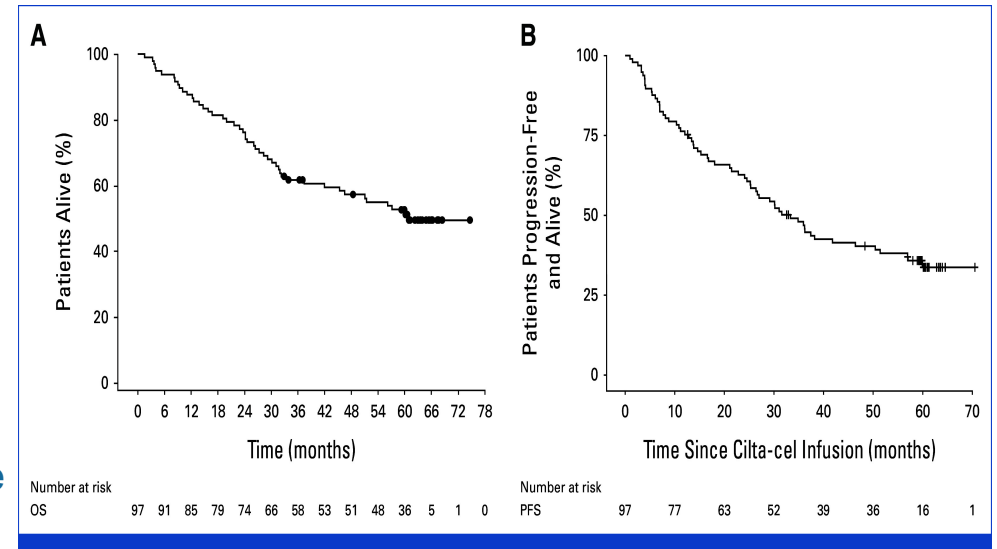 A
Patients Alive (%)
100
80
60
40
20
0
0 6 12 18 24 30 36 42 48 54 60 66 72 78
Time (months)
Number at risk
OS 97 91 85 79 74 66 58 53 51 48 36 5 1 0
B
Patients Progression-Free
and Alive (%)
100
75
50
25
0
0 10 20 30 40 50 60 70
Time Since Cilta-cel Infusion (months)
Number at risk
PFS 97 77 63 52 39 36 16 1
e